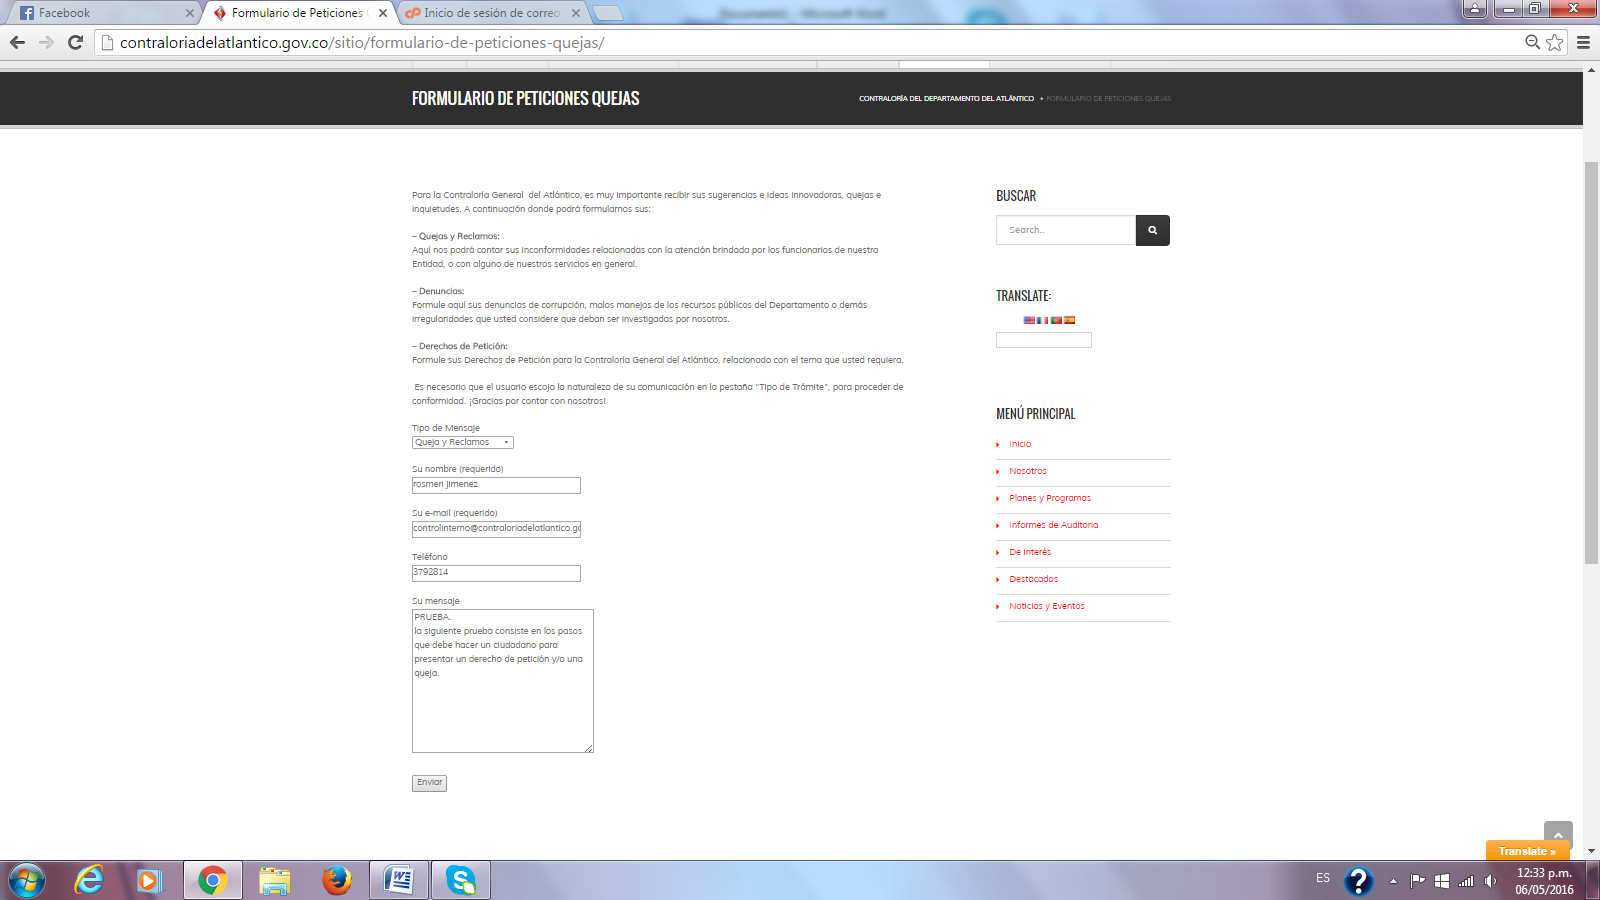 Facebook
Formulario de Peticiones
Inicio de sesión de correo
Microsoft Word
contraloriadelatlantico.gov.co/sitio/formulario-de-peticiones-quejas/
FORMULARIO DE PETICIONES QUEJAS
CONTRALORÍA DEL DEPARTAMENTO DEL ATLÁNTICO • FORMULARIO DE PETICIONES QUEJAS
Para la Contraloría General del Atlántico, es muy importante recibir sus sugerencias e ideas innovadoras, quejas e
inquietudes. A continuación donde podrá formularnos sus:
– Quejas y Reclamos:
Aquí nos podrá contar sus inconformidades relacionadas con la atención brindada por los funcionarios de nuestra
Entidad, o con alguno de nuestros servicios en general.
– Denuncias:
Formule aquí sus denuncias de corrupción, malos manejos de los recursos públicos del Departamento o demás
irregularidades que usted considere que deban ser investigadas por nosotros.
– Derechos de Petición:
Formule sus Derechos de Petición para la Contraloría General del Atlántico, relacionado con el tema que usted requiera.
Es necesario que el usuario escoja la naturaleza de su comunicación en la pestaña “Tipo de Trámite”, para proceder de
conformidad. ¡Gracias por contar con nosotros!
Tipo de Mensaje
Queja y Reclamos
Su nombre (requerido)
rosmeri jimenez
Su e-mail (requerido)
controlinterno@contraloriadelatlantico.go
Teléfono
3792814
Su mensaje
PRUEBA.
la siguiente prueba consiste en los pasos
que debe hacer un ciudadano para
presentar un derecho de petición y/o una
queja.
Enviar
BUSCAR
Search..
TRANSLATE:
MENÚ PRINCIPAL
Inicio
Nosotros
Planes y Programas
Informes de Auditoria
De Interés
Destacados
Noticias y Eventos
Translate »
ES
12:33 p.m.
06/05/2016